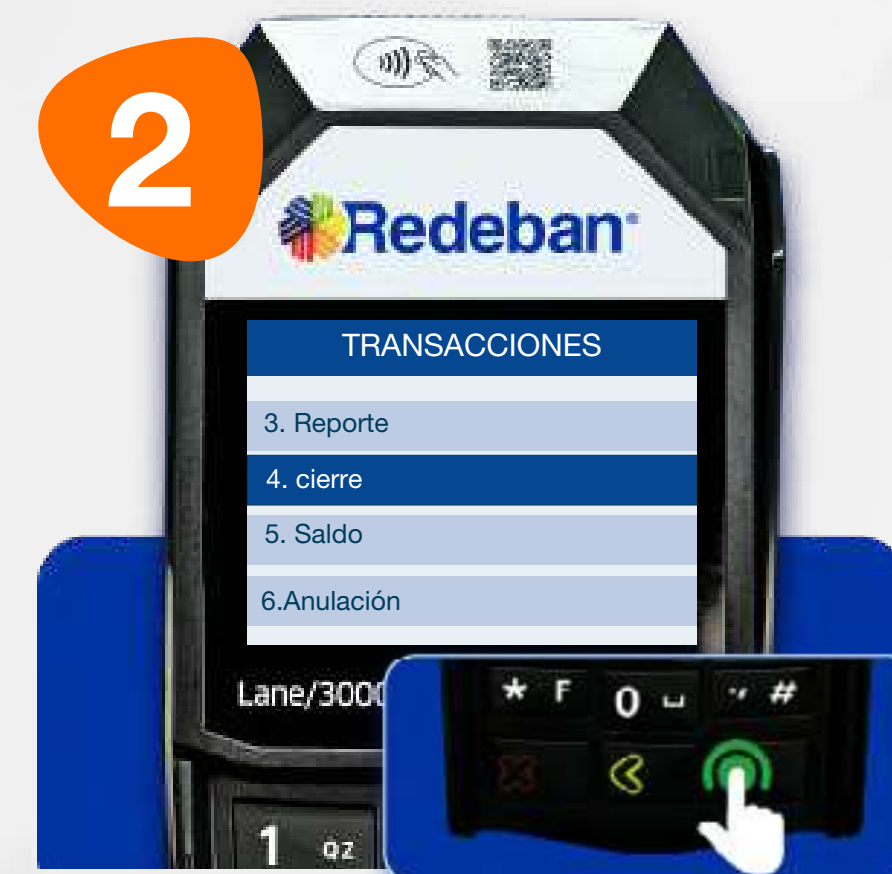 2
Redeban
TRANSACCIONES
3. Reporte
4. cierre
5. Saldo
6.Anulación
Lane/3000
* F
0
#
1 QZ